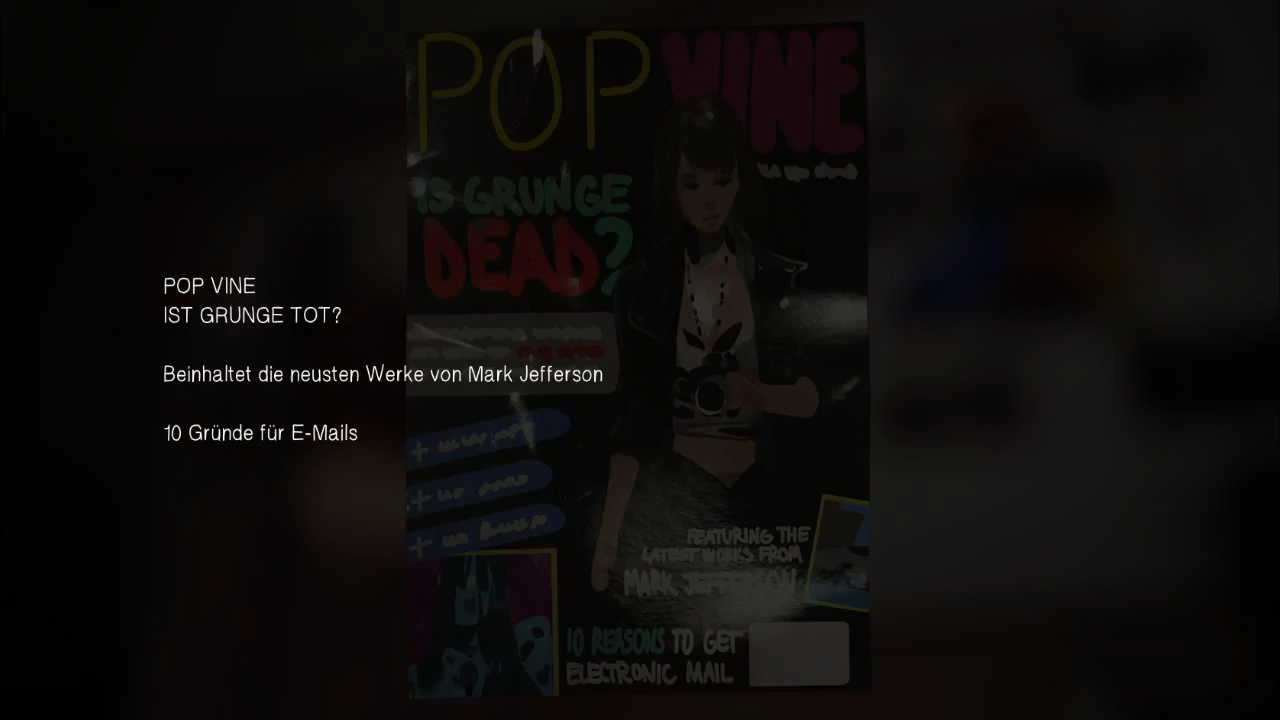 POP VINE
IS GRUNGE
DEAD?
POP VINE
IST GRUNGE TOT?
Beinhaltet die neusten Werke von Mark Jefferson
10 Gründe für E-Mails
FEATURING THE
LATEST WORKS FROM
MARK JEFFERSON
10 REASONS TO GET
ELECTRONIC MAIL